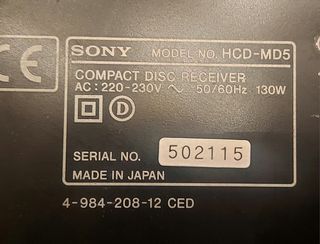 CE
SONY MODEL NO. HCD-MD5
COMPACT DISC RECEIVER
AC : 220-230V ~ 50/60Hz 130W
D
SERIAL NO. 502115
MADE IN JAPAN
4-984-208-12 CED